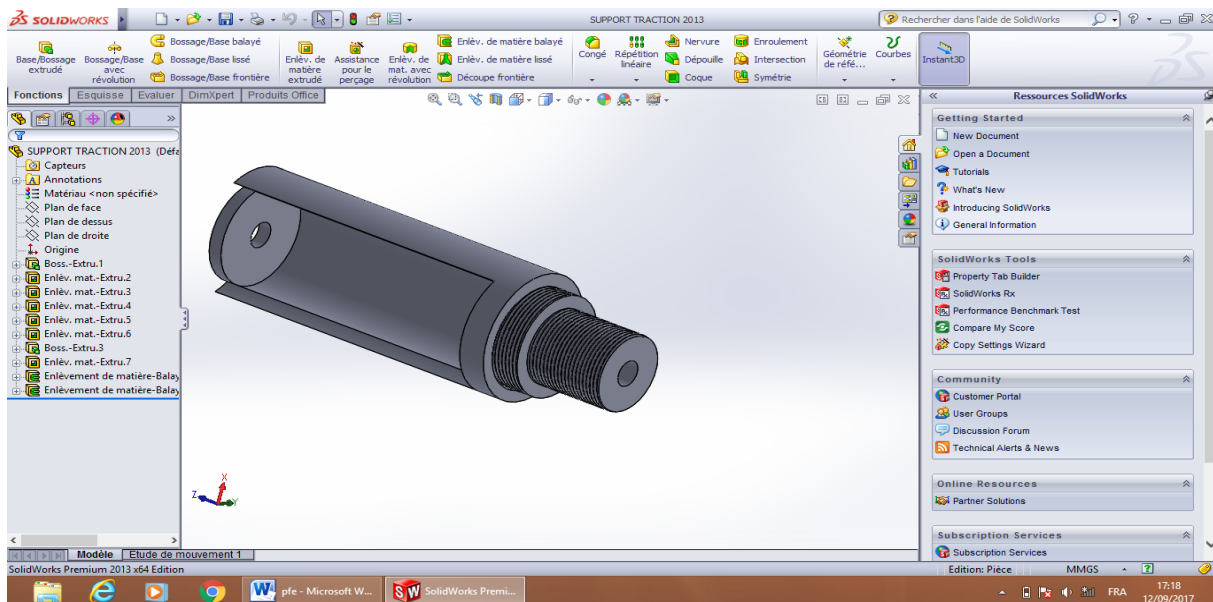 SOLIDWORKS
SUPPORT TRACTION 2013
Rechercher dans l'aide de SolidWorks
Base/Bossage extrudé
Bossage/Base avec révolution
Bossage/Base balayé
Bossage/Base lissé
Bossage/Base frontière
Enlèv. de matière extrudé
Assistance pour le perçage
Enlèv. de mat. avec révolution
Enlèv. de matière balayé
Enlèv. de matière lissé
Découpe frontière
Congé
Répétition linéaire
Nervure
Dépouille
Coque
Enroulement
Intersection
Symétrie
Géométrie de réfé...
Courbes
Instant3D
Fonctions Esquisse Evaluer DimXpert Produits Office
SUPPORT TRACTION 2013 (Défa
Capteurs
Annotations
Matériau <non spécifié>
Plan de face
Plan de dessus
Plan de droite
Origine
Boss.-Extru.1
Enlèv. mat.-Extru.2
Enlèv. mat.-Extru.3
Enlèv. mat.-Extru.4
Enlèv. mat.-Extru.5
Enlèv. mat.-Extru.6
Boss.-Extru.3
Enlèv. mat.-Extru.7
Enlèvement de matière-Balay
Enlèvement de matière-Balay
X
Z
Y
Ressources SolidWorks
Getting Started
New Document
Open a Document
Tutorials
What's New
Introducing SolidWorks
General Information
SolidWorks Tools
Property Tab Builder
SolidWorks Rx
Performance Benchmark Test
Compare My Score
Copy Settings Wizard
Community
Customer Portal
User Groups
Discussion Forum
Technical Alerts & News
Online Resources
Partner Solutions
Subscription Services
Subscription Services
Modèle Etude de mouvement 1
SolidWorks Premium 2013 x64 Edition
Edition: Pièce MMGS
pfe - Microsoft W...
SolidWorks Premi...
FRA
17:18
12/09/2017